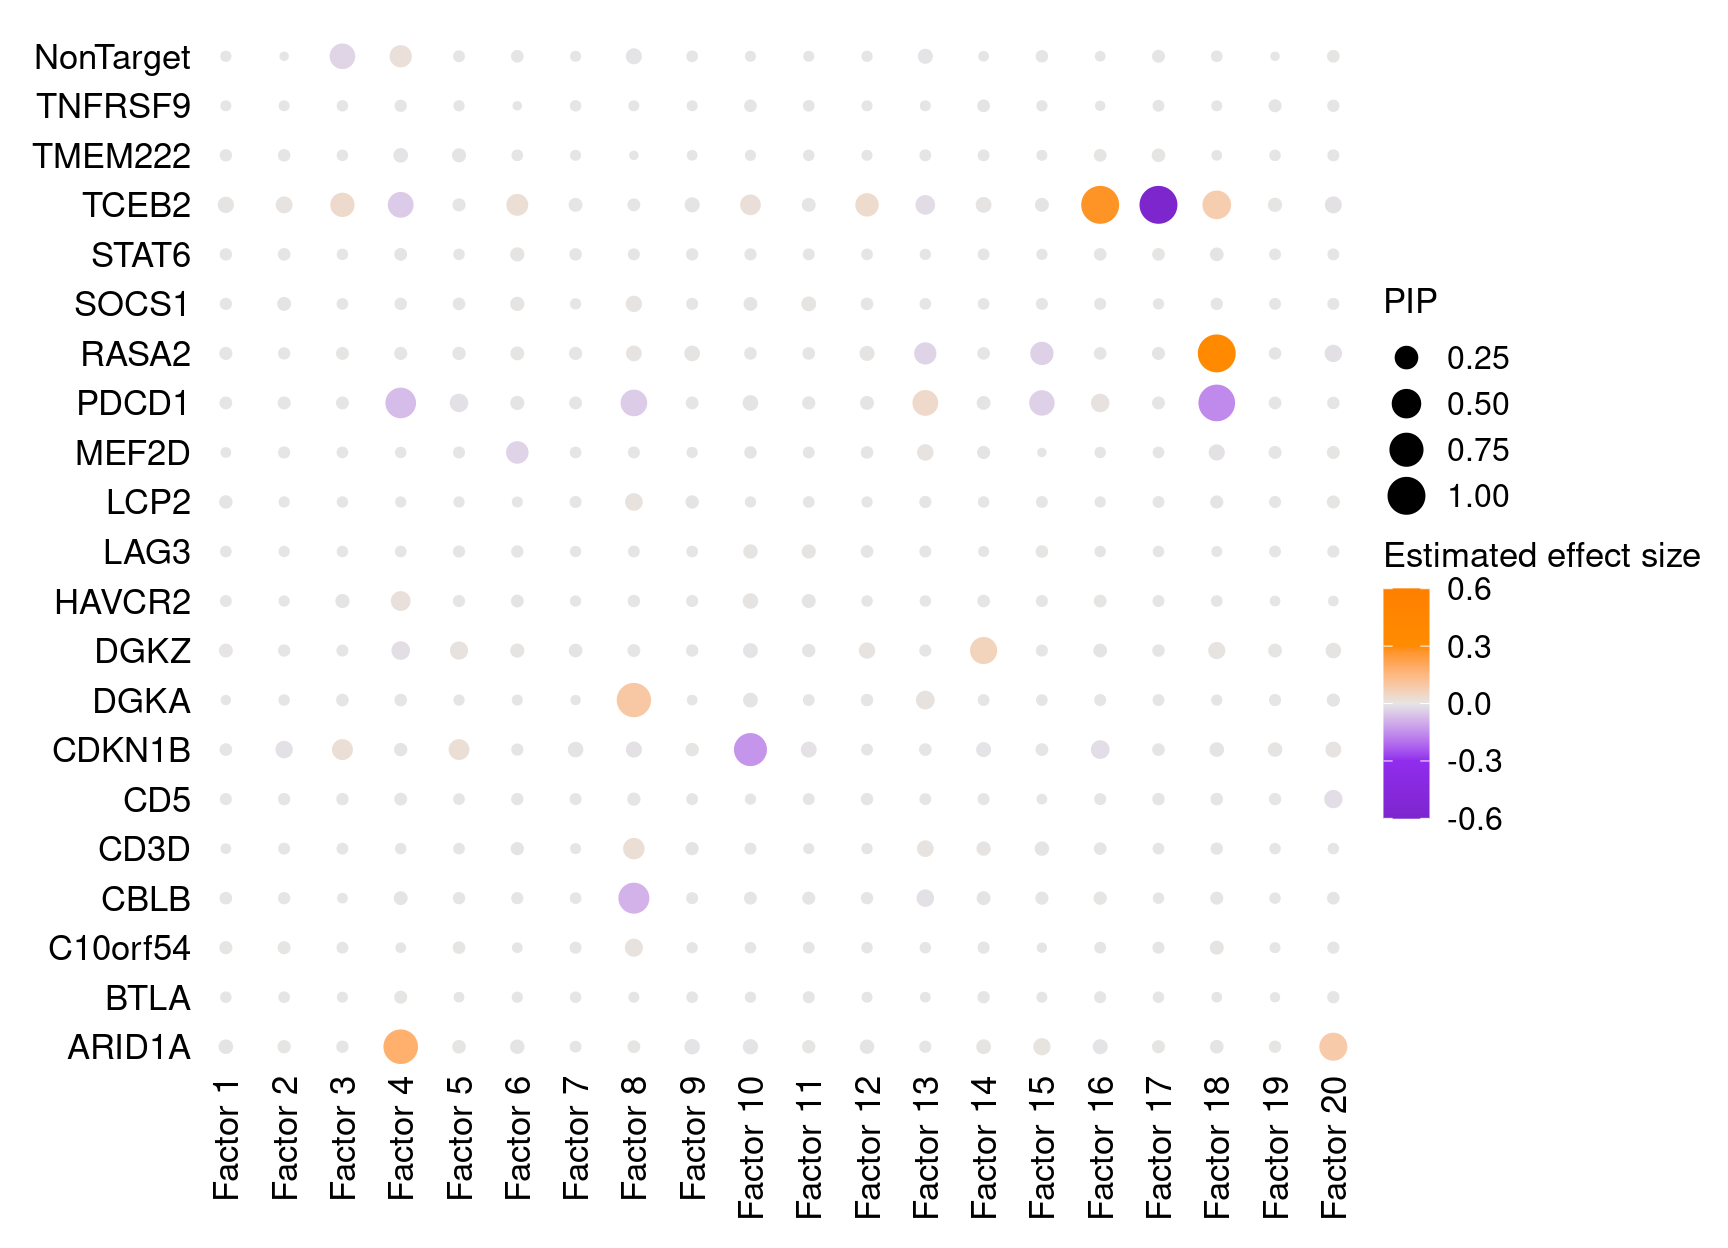 NonTarget
TNFRSF9
TMEM222
TCEB2
STAT6
SOCS1
RASA2
PDCD1
MEF2D
LCP2
LAG3
HAVCR2
DGKZ
DGKA
CDKN1B
CD5
CD3D
CBLB
C10orf54
BTLA
ARID1A
Factor 1
Factor 2
Factor 3
Factor 4
Factor 5
Factor 6
Factor 7
Factor 8
Factor 9
Factor 10
Factor 11
Factor 12
Factor 13
Factor 14
Factor 15
Factor 16
Factor 17
Factor 18
Factor 19
Factor 20
PIP
0.25
0.50
0.75
1.00
Estimated effect size
0.6
0.3
0.0
-0.3
-0.6